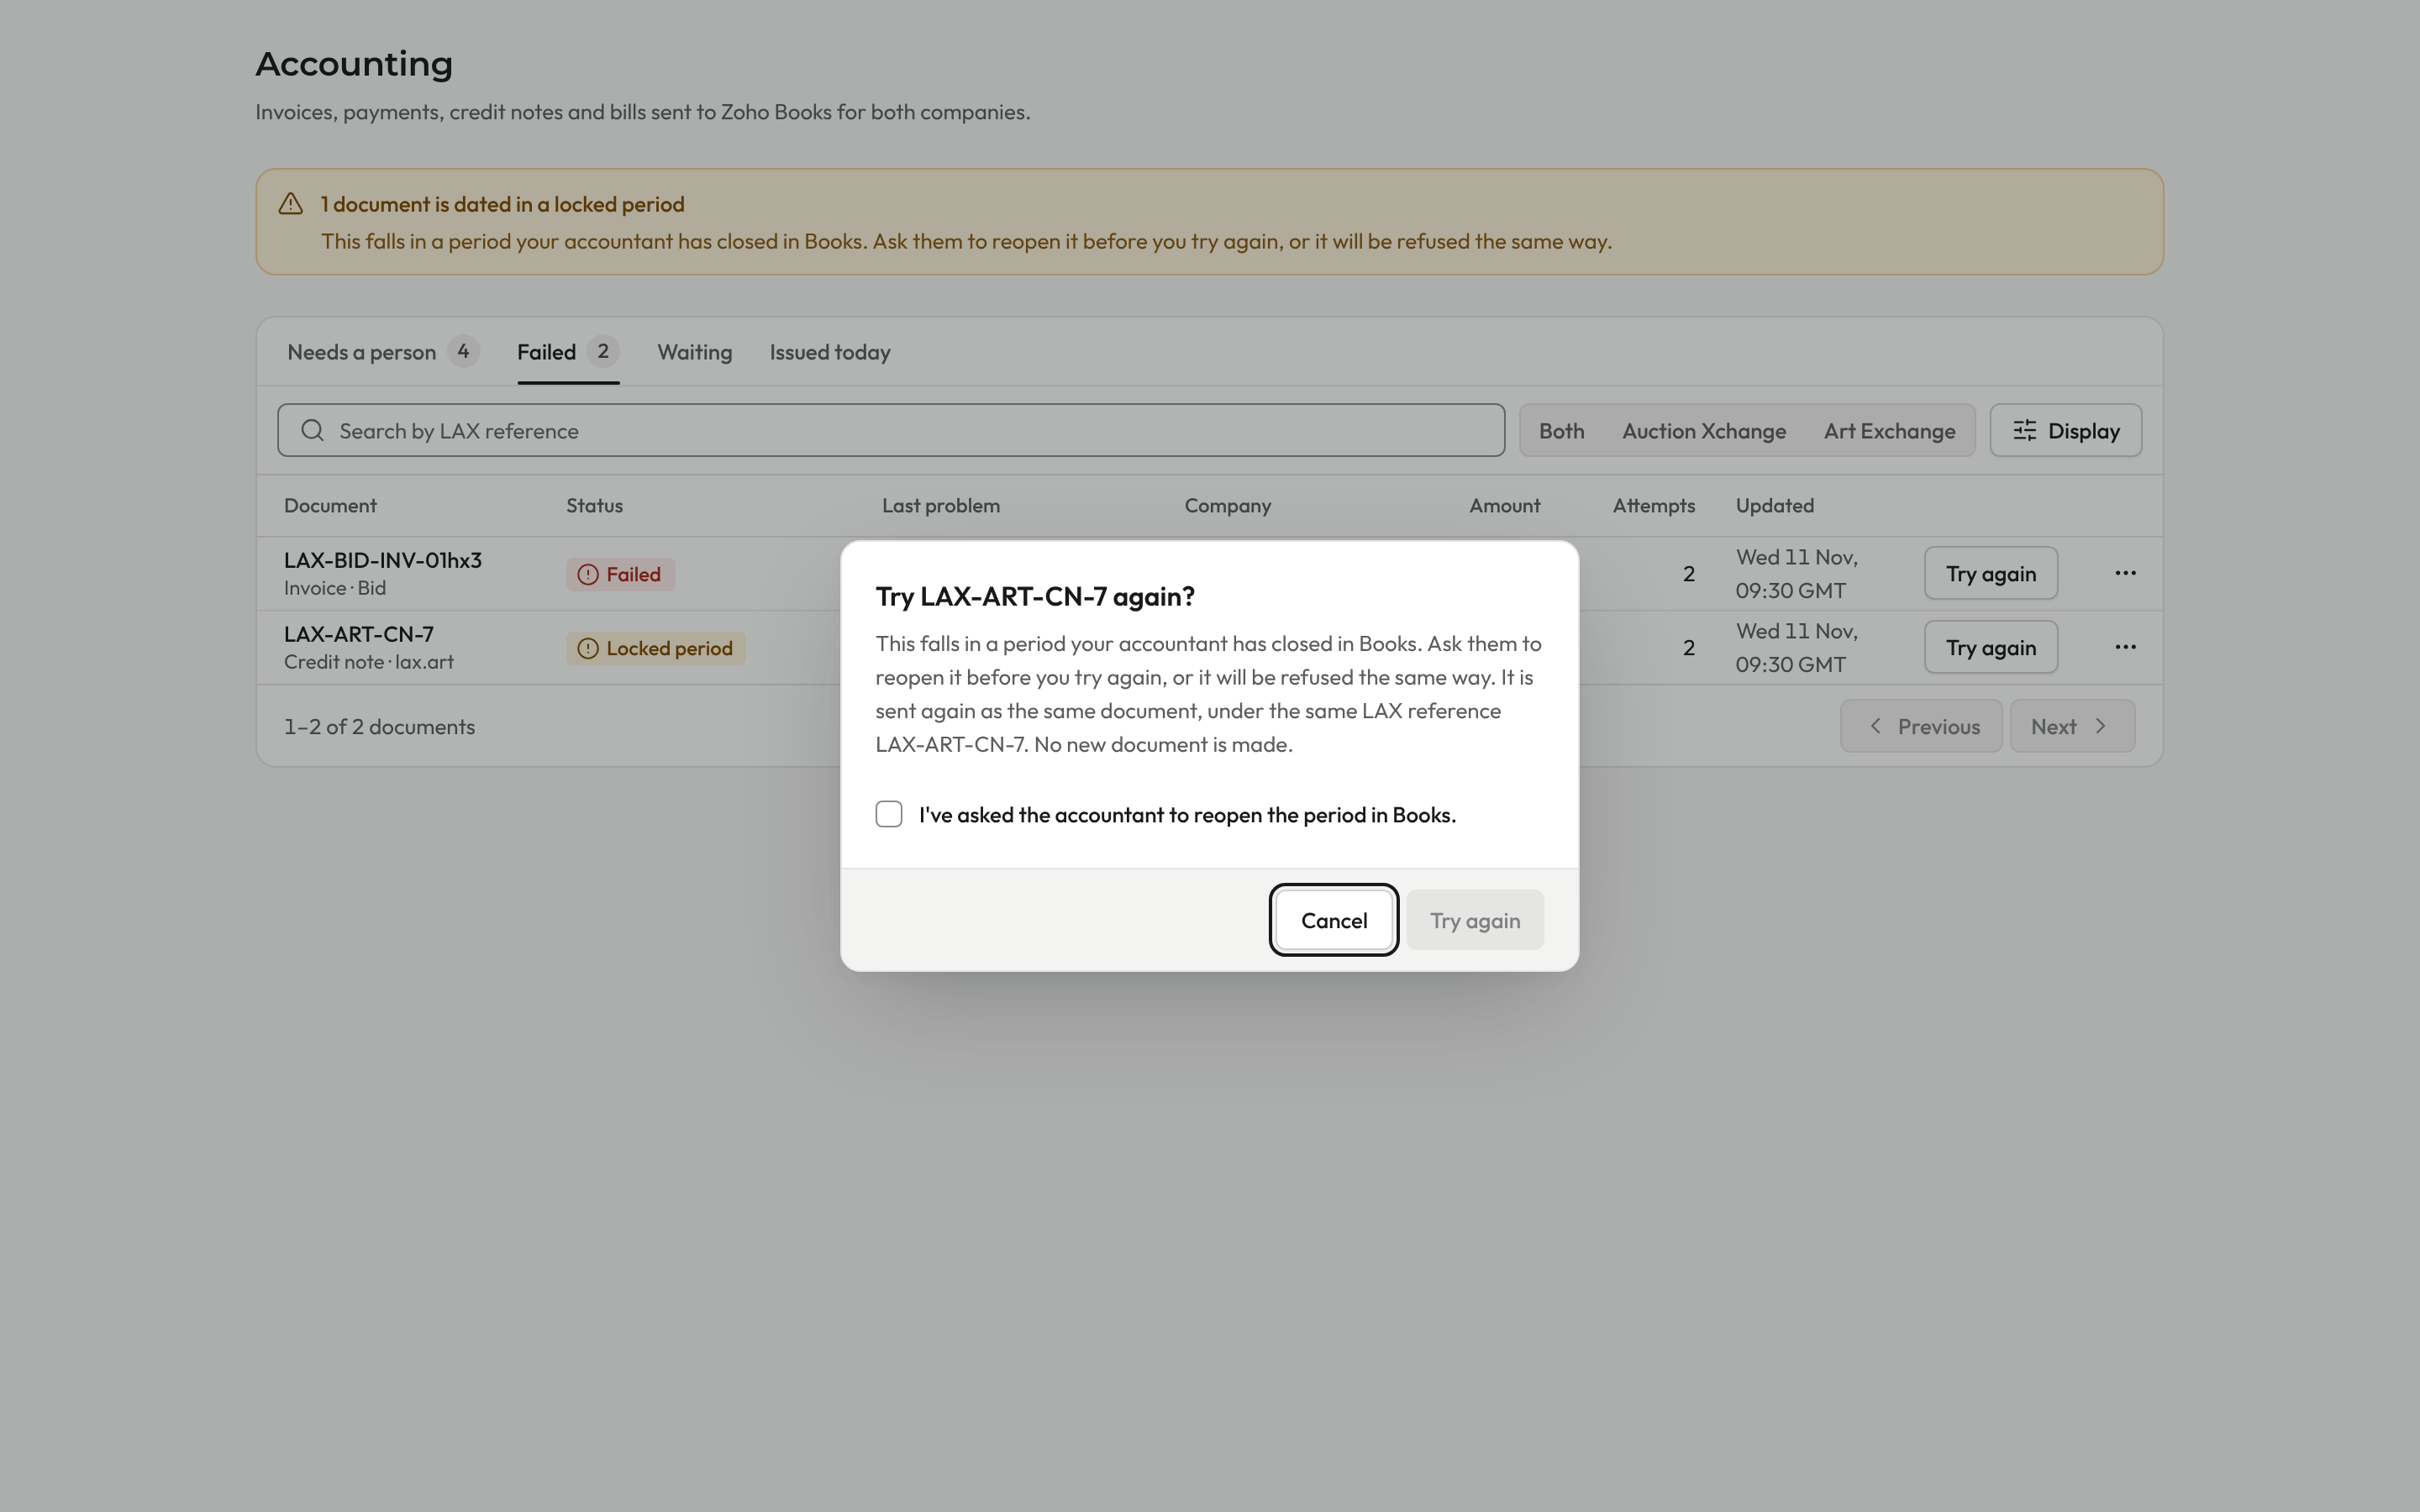 Accounting
Invoices, payments, credit notes and bills sent to Zoho Books for both companies.
1 document is dated in a locked period
This falls in a period your accountant has closed in Books. Ask them to reopen it before you try again, or it will be refused the same way.
Needs a person 4 Failed 2 Waiting Issued today
Search by LAX reference Both Auction Xchange Art Exchange Display
Document Status Last problem Company Amount Attempts Updated
LAX-BID-INV-01hx3
Invoice · Bid
Failed
2
Wed 11 Nov,
09:30 GMT
Try again
LAX-ART-CN-7
Credit note · lax.art
Locked period
2
Wed 11 Nov,
09:30 GMT
Try again
1–2 of 2 documents
Previous Next
Try LAX-ART-CN-7 again?
This falls in a period your accountant has closed in Books. Ask them to
reopen it before you try again, or it will be refused the same way. It is
sent again as the same document, under the same LAX reference
LAX-ART-CN-7. No new document is made.
I've asked the accountant to reopen the period in Books.
Cancel Try again